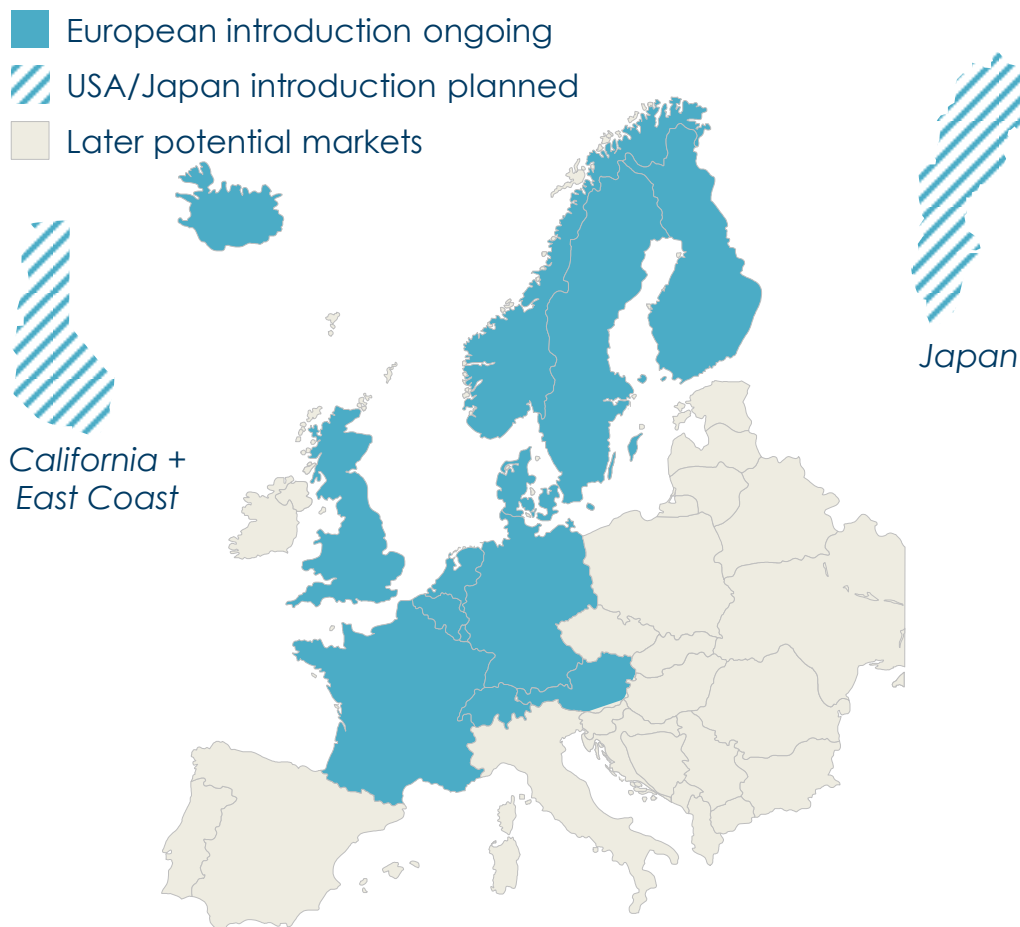 European introduction ongoing
USA/Japan introduction planned
Later potential markets
Japan
California +
East Coast